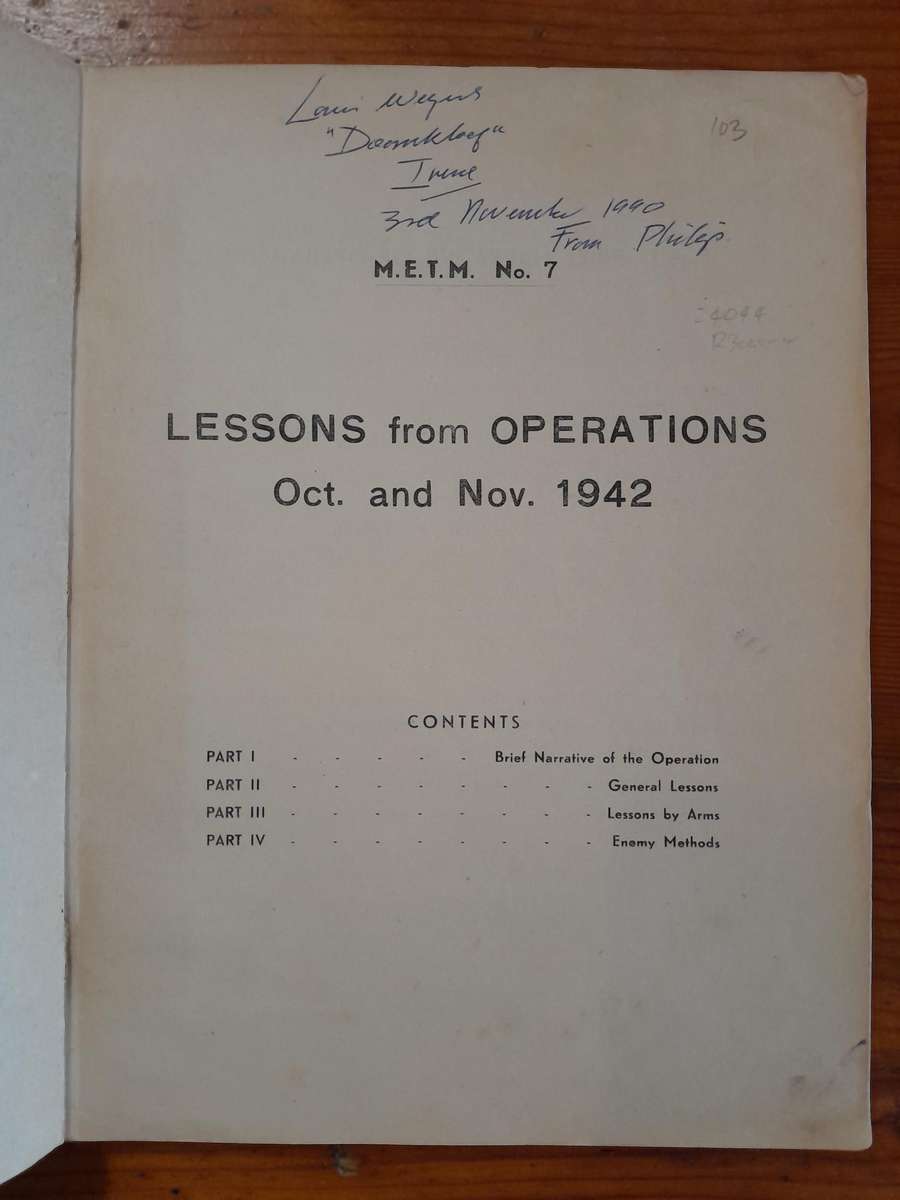 Louis Wegus
"Doornkloof"
Irene
3rd November 1990
From Philip.
103
M.E.T.M. No. 7
LESSONS from OPERATIONS
Oct. and Nov. 1942
CONTENTS
PART I - - - - - Brief Narrative of the Operation
PART II - - - - - - - - General Lessons
PART III - - - - - - - - Lessons by Arms
PART IV - - - - - - - - Enemy Methods